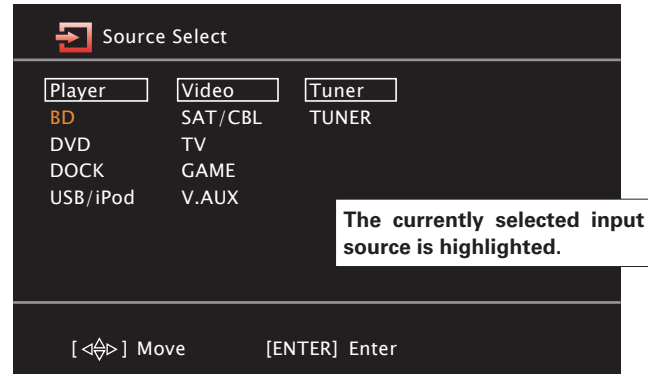 Source Select
Player Video Tuner
BD SAT/CBL TUNER
DVD TV
DOCK GAME
USB/iPod V.AUX
The currently selected input
source is highlighted.
[ ◁△▽▷ ] Move [ENTER] Enter